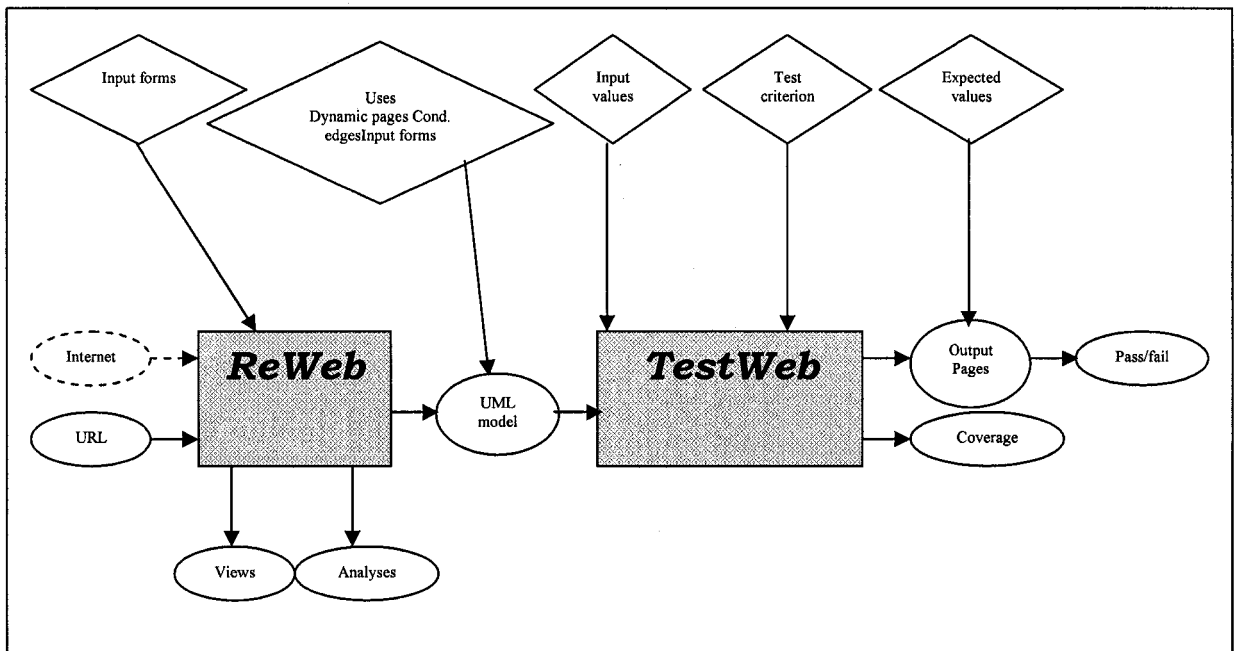 Input forms
Uses
Dynamic pages Cond.
edgesInput forms
Input
values
Test
criterion
Expected
values
Internet
ReWeb
TestWeb
Output
Pages
Pass/fail
URL
UML
model
Coverage
Views
Analyses